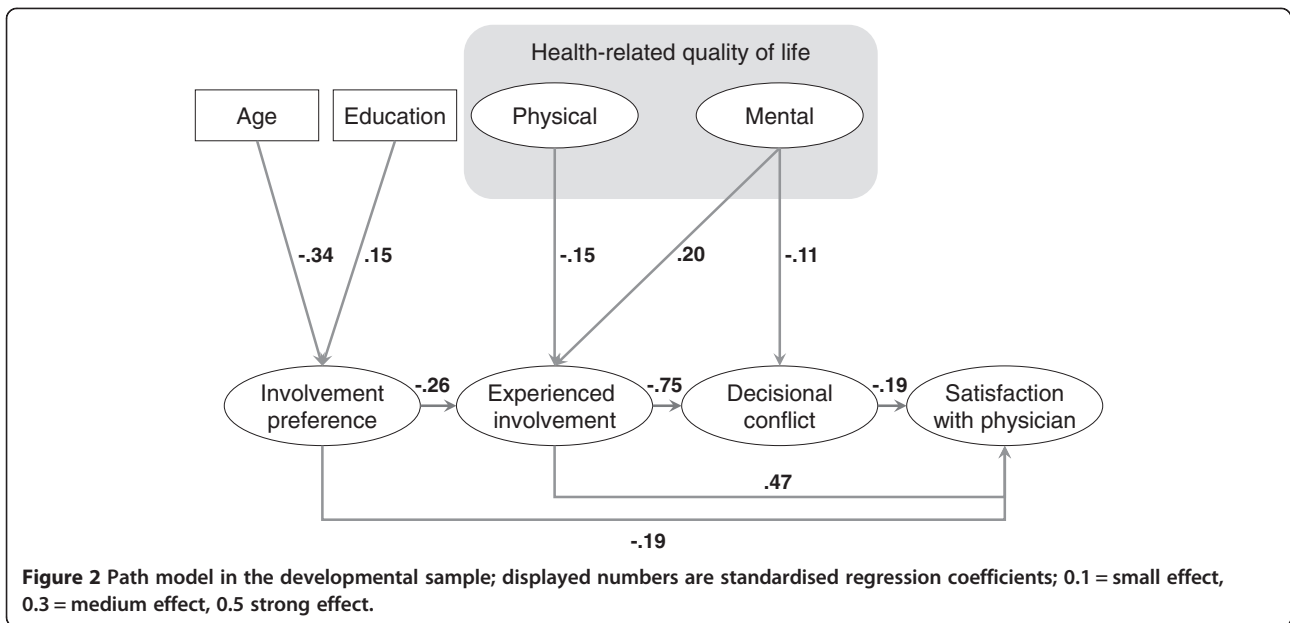 Health-related quality of life
Age
Education
Physical
Mental
-.34
.15
-.15
.20
-.11
Involvement
preference
-.26
Experienced
involvement
-.75
Decisional
conflict
-.19
Satisfaction
with physician
.47
-.19
Figure 2 Path model in the developmental sample; displayed numbers are standardised regression coefficients; 0.1 = small effect,
0.3 = medium effect, 0.5 strong effect.